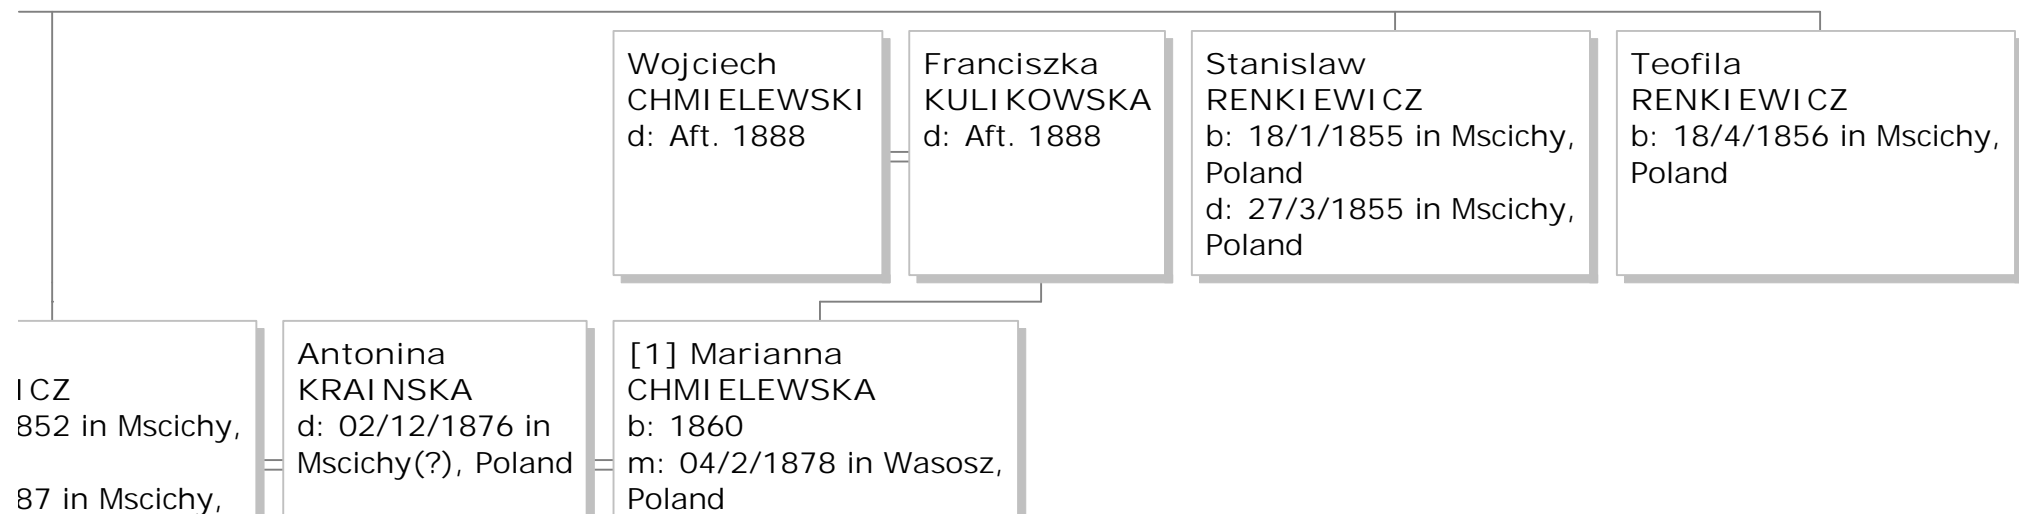 Wojciech
CHMIELEWSKI
d: Aft. 1888
Franciszka
KULIKOWSKA
d: Aft. 1888
Stanislaw
RENKIEWICZ
b: 18/1/1855 in Mscichy,
Poland
d: 27/3/1855 in Mscichy,
Poland
Teofila
RENKIEWICZ
b: 18/4/1856 in Mscichy,
Poland
ICZ
852 in Mscichy,
87 in Mscichy,
Antonina
KRAINSKA
d: 02/12/1876 in
Mscichy(?), Poland
[1] Marianna
CHMIELEWSKA
b: 1860
m: 04/2/1878 in Wasosz,
Poland